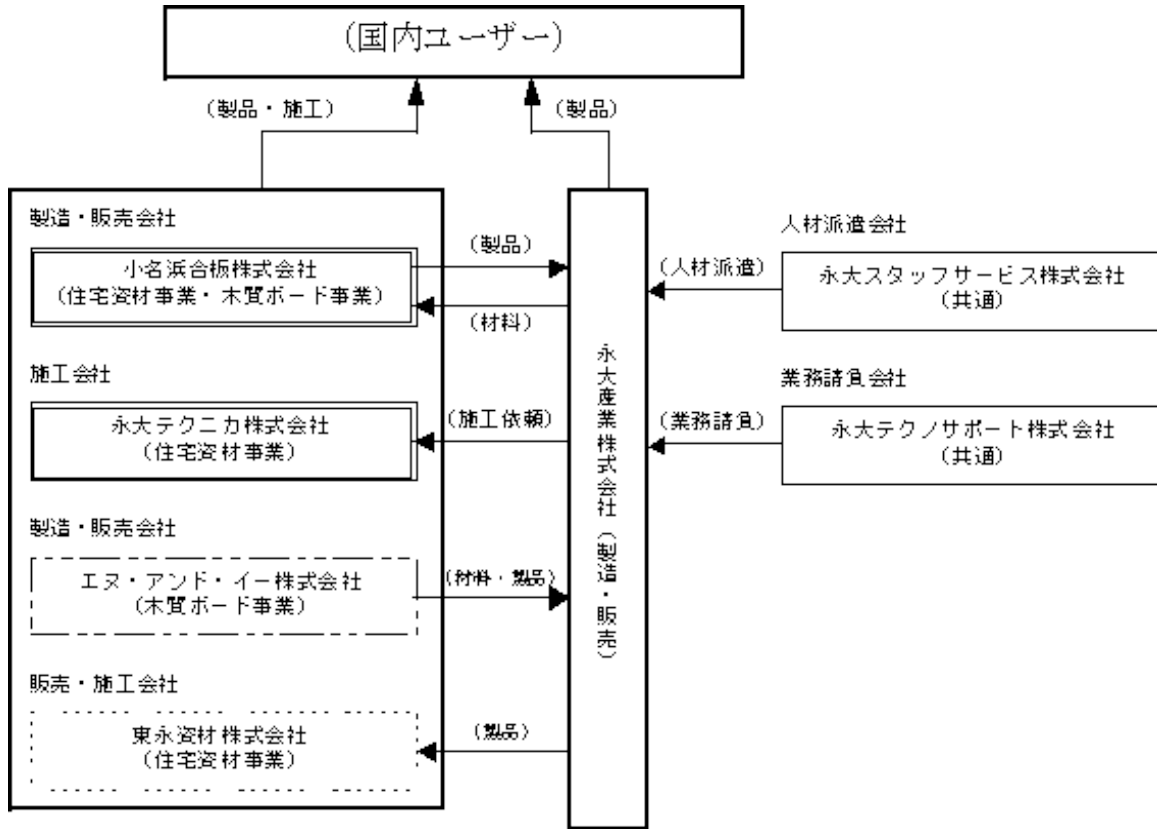 (国内ユーザー)
(製品・施工)
(製品)
製造・販売会社
小名浜合板株式会社
(住宅資材事業・木質ボード事業)
(製品)
(材料)
施工会社
永大テクニカ株式会社
(住宅資材事業)
(施工依頼)
製造・販売会社
エヌ・アンド・イー株式会社
(木質ボード事業)
(材料・製品)
販売・施工会社
東永資材株式会社
(住宅資材事業)
(製品)
永大産業株式会社(製造・販売)
人材派遣会社
(人材派遣)
永大スタッフサービス株式会社
(共通)
業務請負会社
(業務請負)
永大テクノサポート株式会社
(共通)